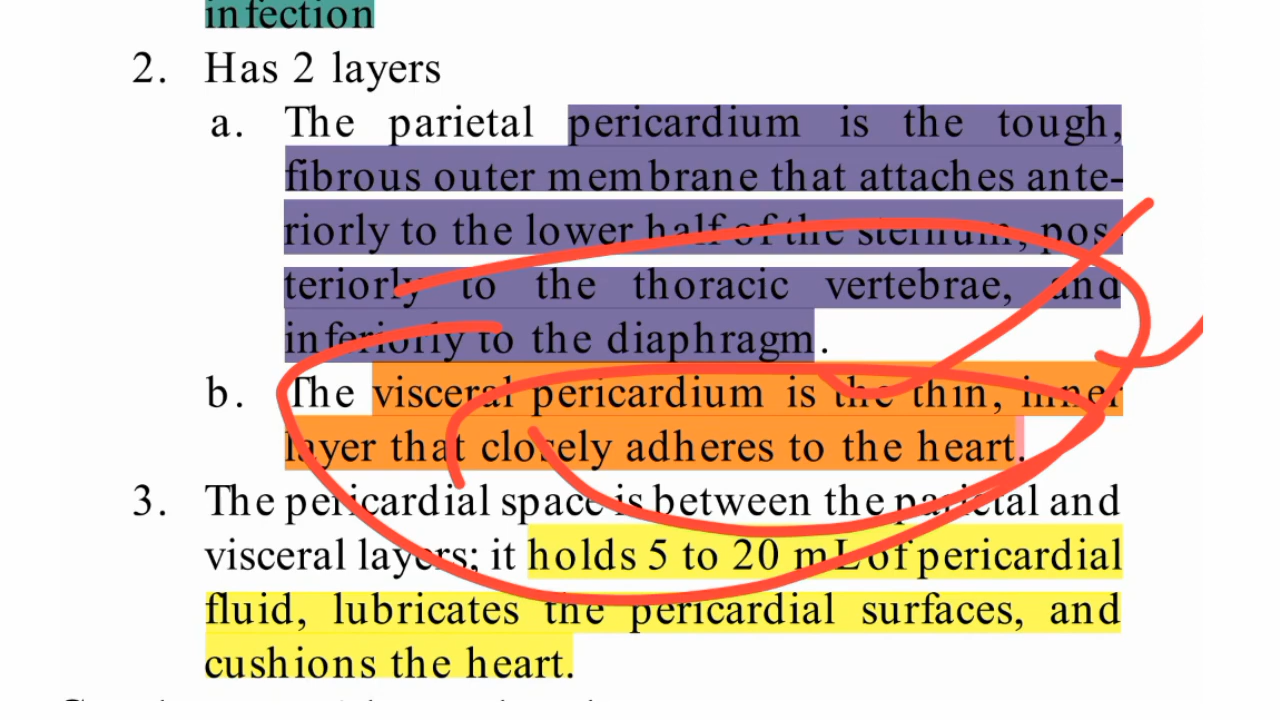 infection
2. Has 2 layers
a. The parietal pericardium is the tough,
fibrous outer membrane that attaches ante-
riorly to the lower half of the sternum, pos-
teriorly to the thoracic vertebrae, and
inferiorly to the diaphragm.
b. The visceral pericardium is the thin, inner
layer that closely adheres to the heart.
3. The pericardial space is between the parietal and
visceral layers; it holds 5 to 20 mL of pericardial
fluid, lubricates the pericardial surfaces, and
cushions the heart.